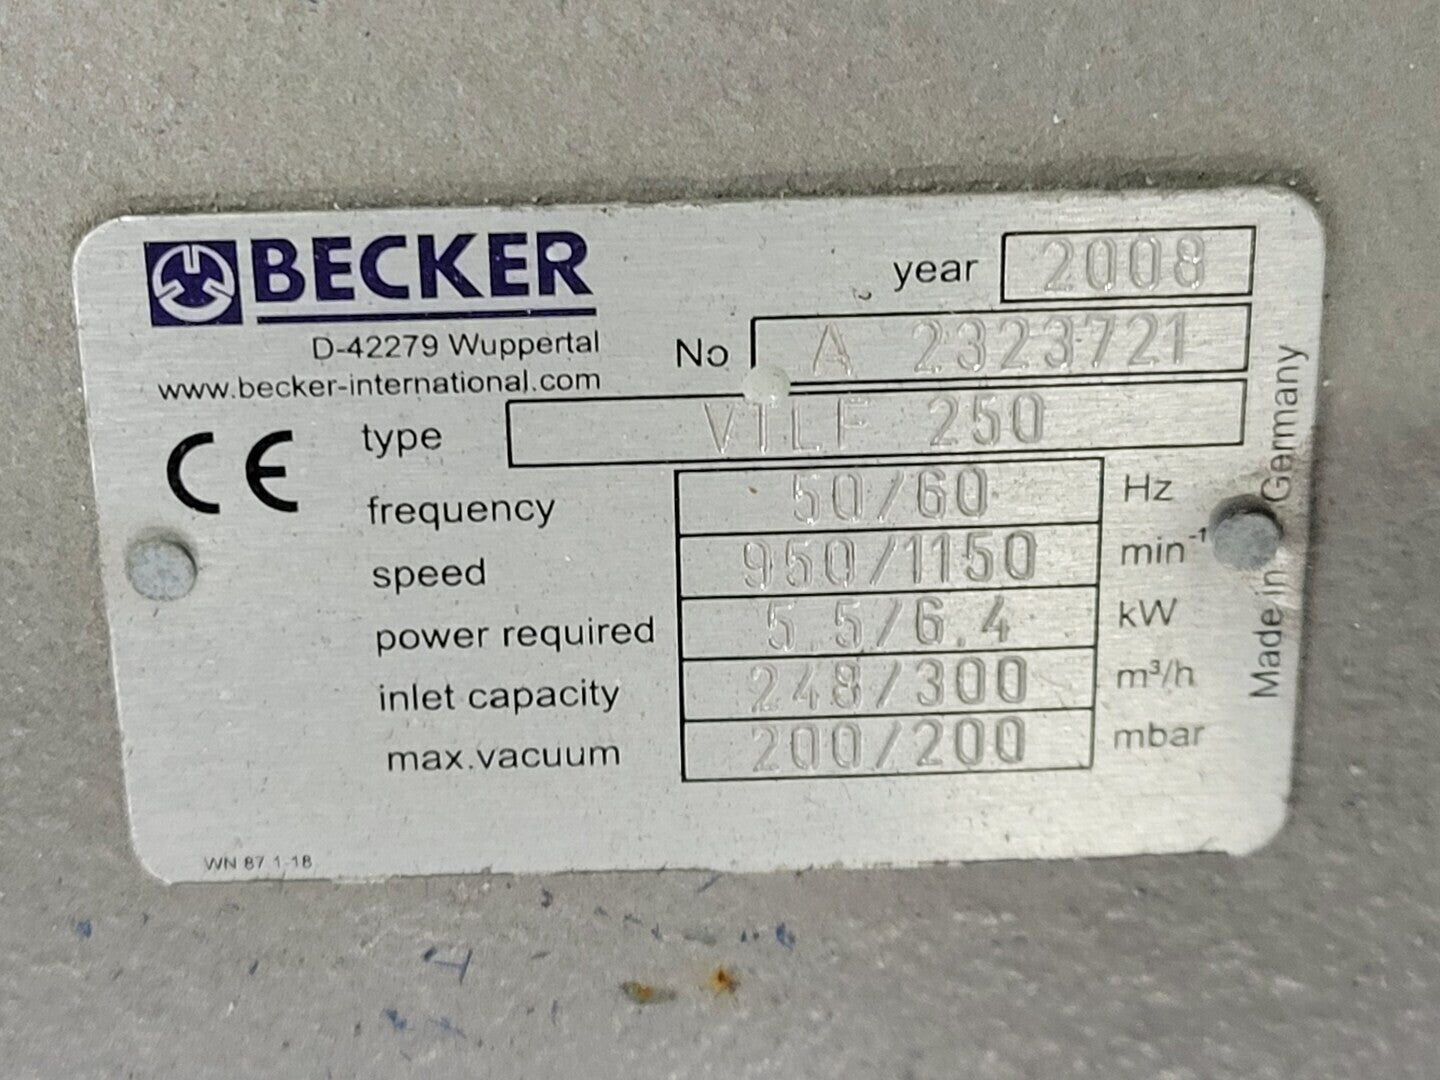 BECKER
D-42279 Wuppertal
www.becker-international.com
year 2008
No A 2323721
type VTLF 250
CE
frequency 50/60 Hz
speed 950/1150 min⁻¹
power required 5.5/6.4 kW
inlet capacity 248/300 m³/h
max.vacuum 200/200 mbar
Made in Germany
WN 87 1-18